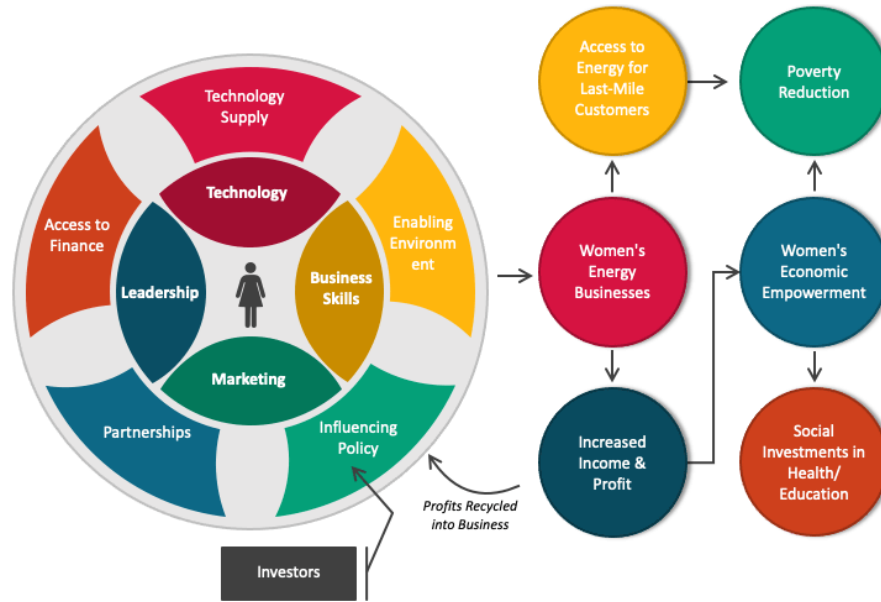 Technology
Supply
Access to
Finance
Enabling
Environm
ent
Partnerships
Influencing
Policy
Technology
Leadership
Business
Skills
Marketing
Investors
Profits Recycled
into Business
Access to
Energy for
Last-Mile
Customers
Poverty
Reduction
Women's
Energy
Businesses
Women's
Economic
Empowerment
Increased
Income &
Profit
Social
Investments in
Health/
Education